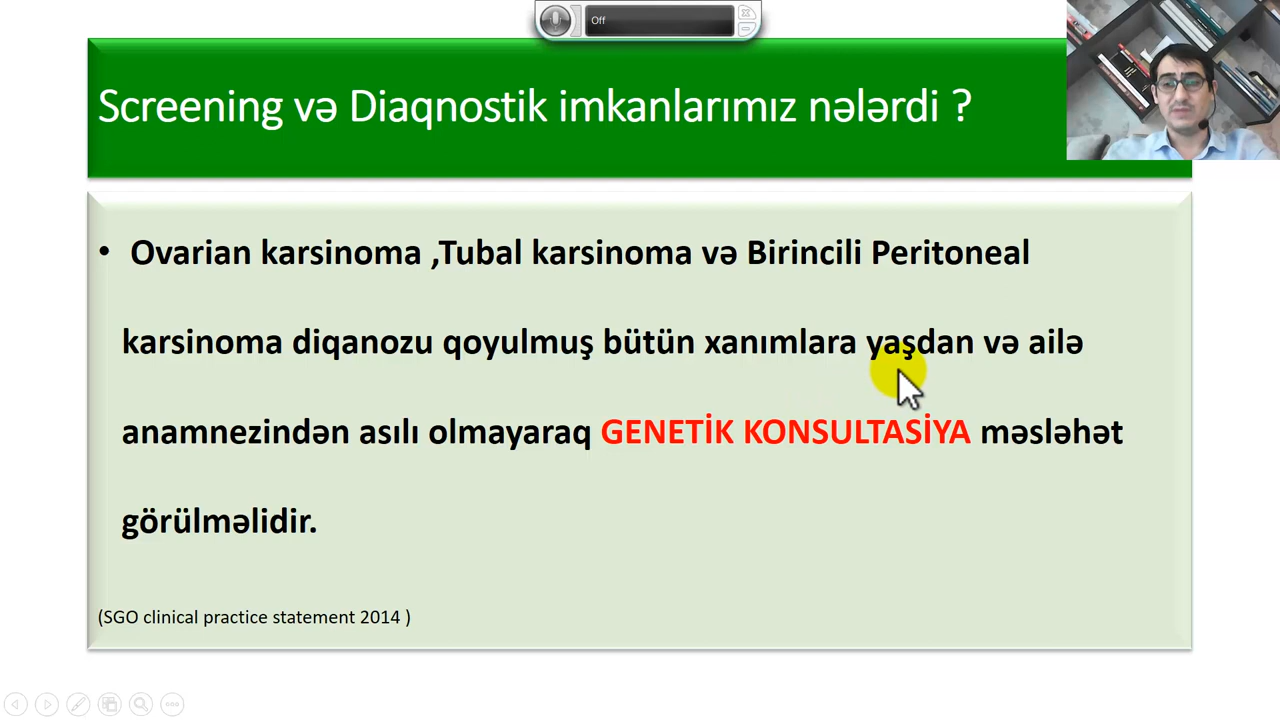 Off
Screening və Diaqnostik imkanlarımız nələrdi ?
• Ovarian karsinoma ,Tubal karsinoma və Birincili Peritoneal
karsinoma diqanozu qoyulmuş bütün xanımlara yaşdan və ailə
anamnezindən asılı olmayaraq GENETİK KONSULTASİYA məsləhət
görülməlidir.
(SGO clinical practice statement 2014 )